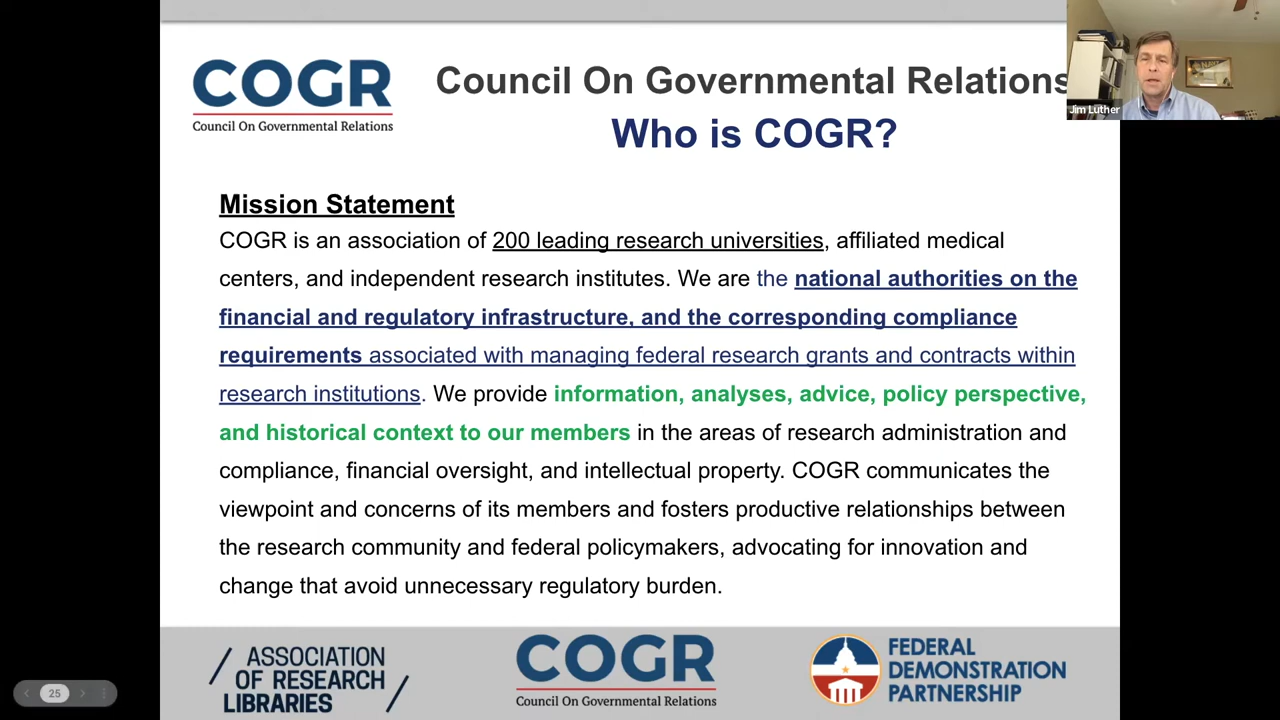 COGR
Council On Governmental Relations
Council On Governmental Relations
Who is COGR?
Jim Luther
Mission Statement
COGR is an association of 200 leading research universities, affiliated medical
centers, and independent research institutes. We are the national authorities on the
financial and regulatory infrastructure, and the corresponding compliance
requirements associated with managing federal research grants and contracts within
research institutions. We provide information, analyses, advice, policy perspective,
and historical context to our members in the areas of research administration and
compliance, financial oversight, and intellectual property. COGR communicates the
viewpoint and concerns of its members and fosters productive relationships between
the research community and federal policymakers, advocating for innovation and
change that avoid unnecessary regulatory burden.
ASSOCIATION
OF RESEARCH
LIBRARIES
COGR
Council On Governmental Relations
FEDERAL
DEMONSTRATION
PARTNERSHIP
25